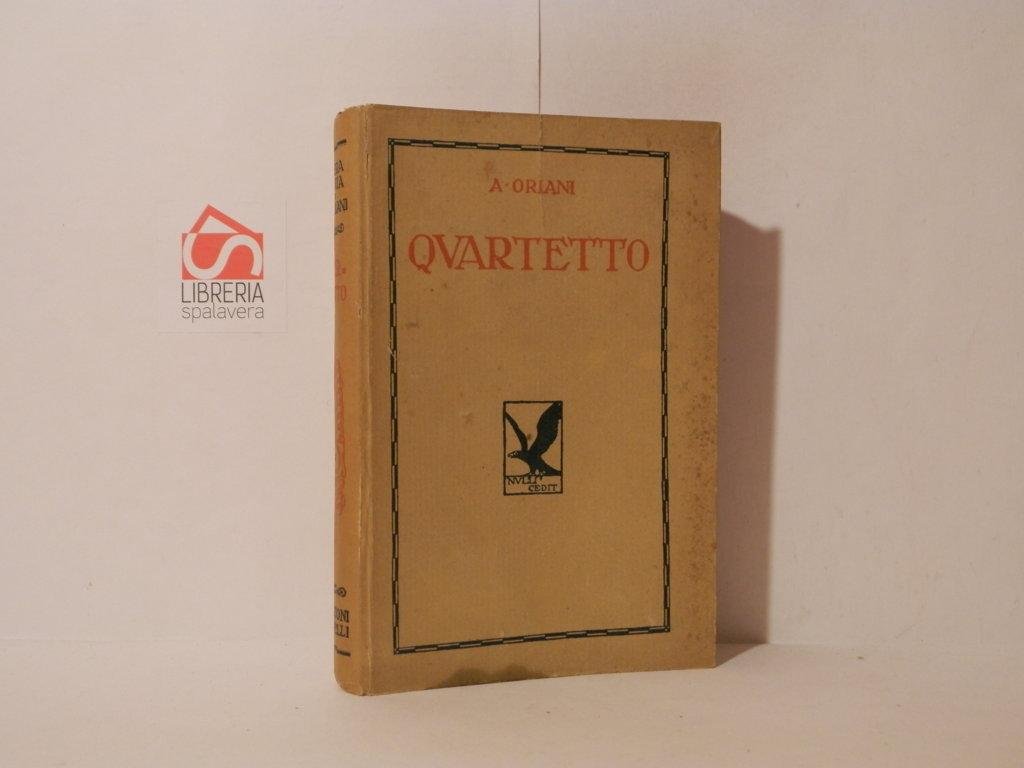 LIBRERIA
spalavera
A·ORIANI
QVARTETTO
NVLLI
CEDIT